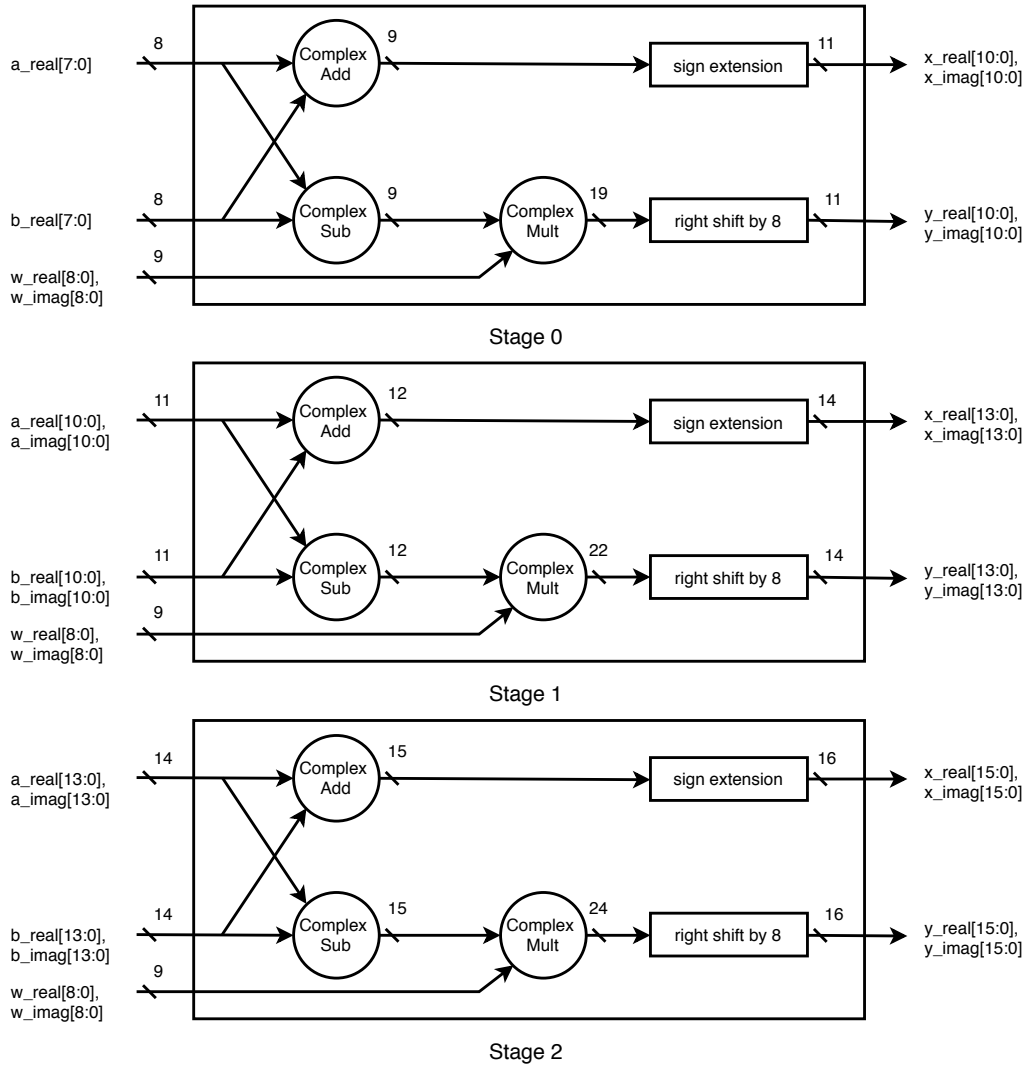 8
9
11
a_real[7:0]
Complex
Add
sign extension
x_real[10:0],
x_imag[10:0]
8
9
19
11
b_real[7:0]
Complex
Sub
Complex
Mult
right shift by 8
y_real[10:0],
y_imag[10:0]
9
w_real[8:0],
w_imag[8:0]
Stage 0
11
12
14
a_real[10:0],
a_imag[10:0]
Complex
Add
sign extension
x_real[13:0],
x_imag[13:0]
11
12
22
14
b_real[10:0],
b_imag[10:0]
Complex
Sub
Complex
Mult
right shift by 8
y_real[13:0],
y_imag[13:0]
9
w_real[8:0],
w_imag[8:0]
Stage 1
14
15
16
a_real[13:0],
a_imag[13:0]
Complex
Add
sign extension
x_real[15:0],
x_imag[15:0]
14
15
24
16
b_real[13:0],
b_imag[13:0]
Complex
Sub
Complex
Mult
right shift by 8
y_real[15:0],
y_imag[15:0]
9
w_real[8:0],
w_imag[8:0]
Stage 2